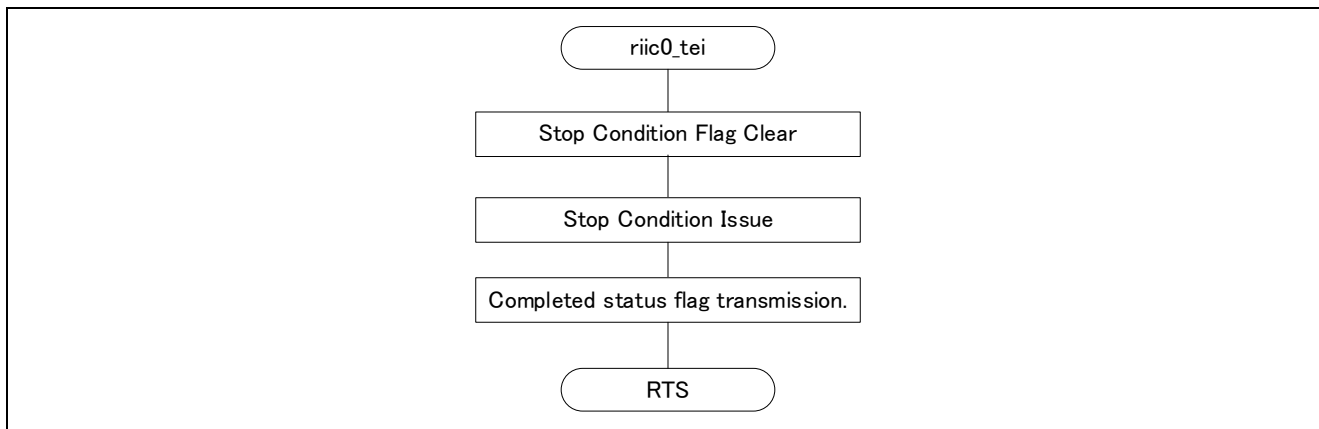 riic0_tei
Stop Condition Flag Clear
Stop Condition Issue
Completed status flag transmission.
RTS